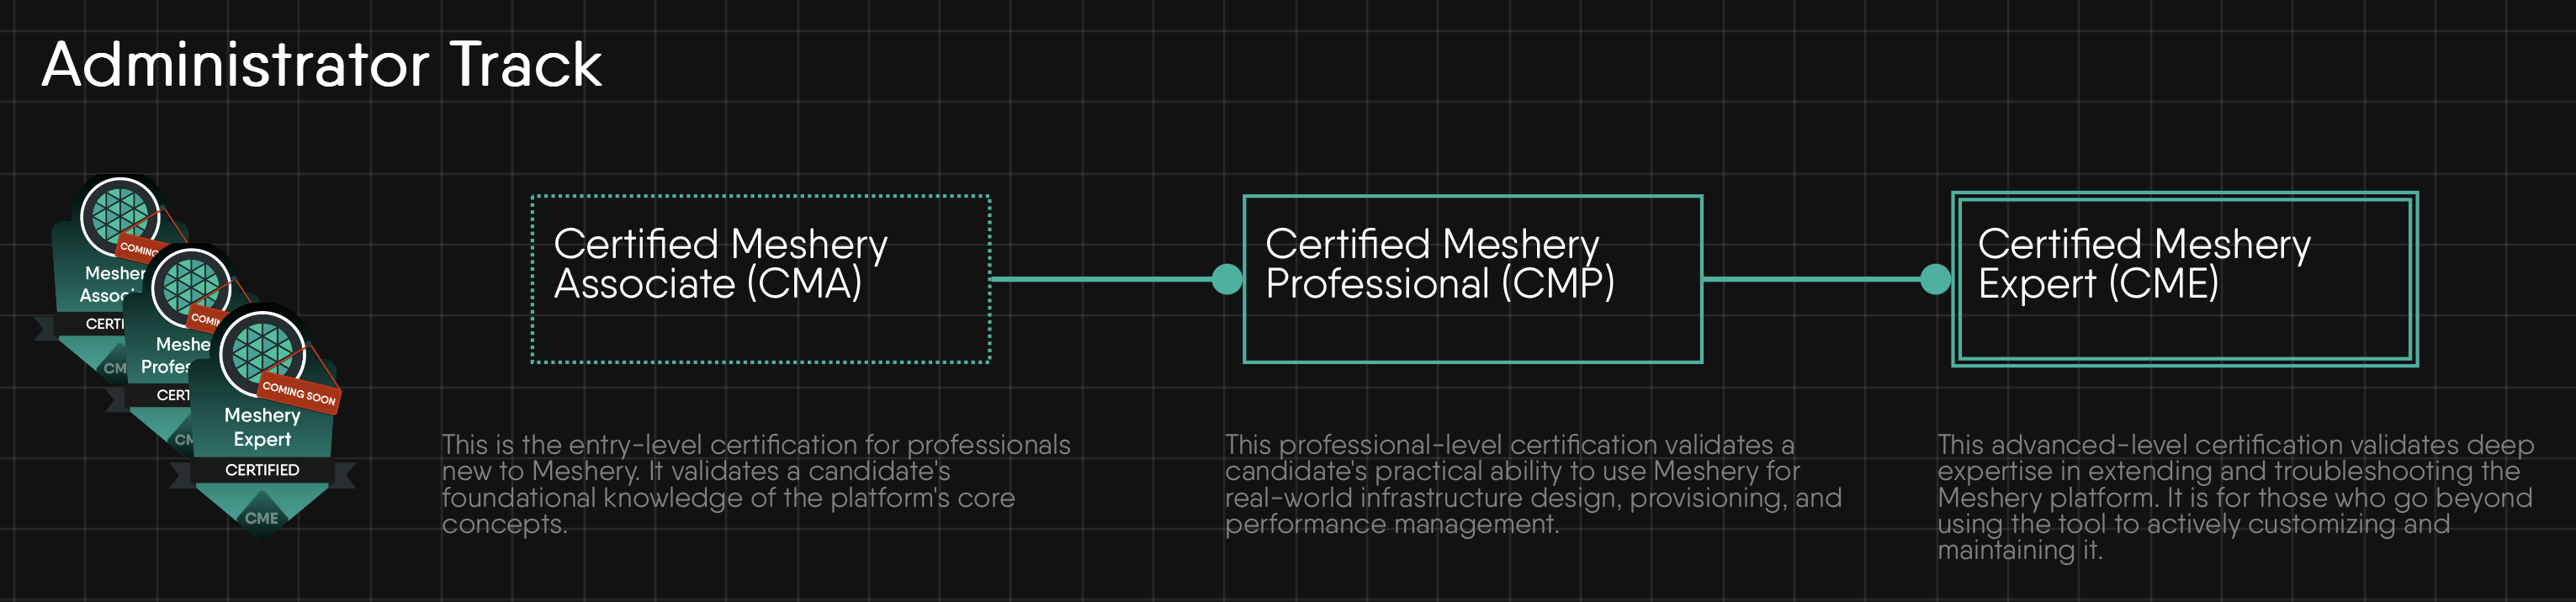 Administrator Track
COMING
Mesher
Assoc
CERTI
CM
COMIN
Meshe
Profes
CERT
CM
COMING SOON
Meshery
Expert
CERTIFIED
CME
Certified Meshery
Associate (CMA)
This is the entry-level certification for professionals
new to Meshery. It validates a candidate's
foundational knowledge of the platform's core
concepts.
Certified Meshery
Professional (CMP)
This professional-level certification validates a
candidate's practical ability to use Meshery for
real-world infrastructure design, provisioning, and
performance management.
Certified Meshery
Expert (CME)
This advanced-level certification validates deep
expertise in extending and troubleshooting the
Meshery platform. It is for those who go beyond
using the tool to actively customizing and
maintaining it.